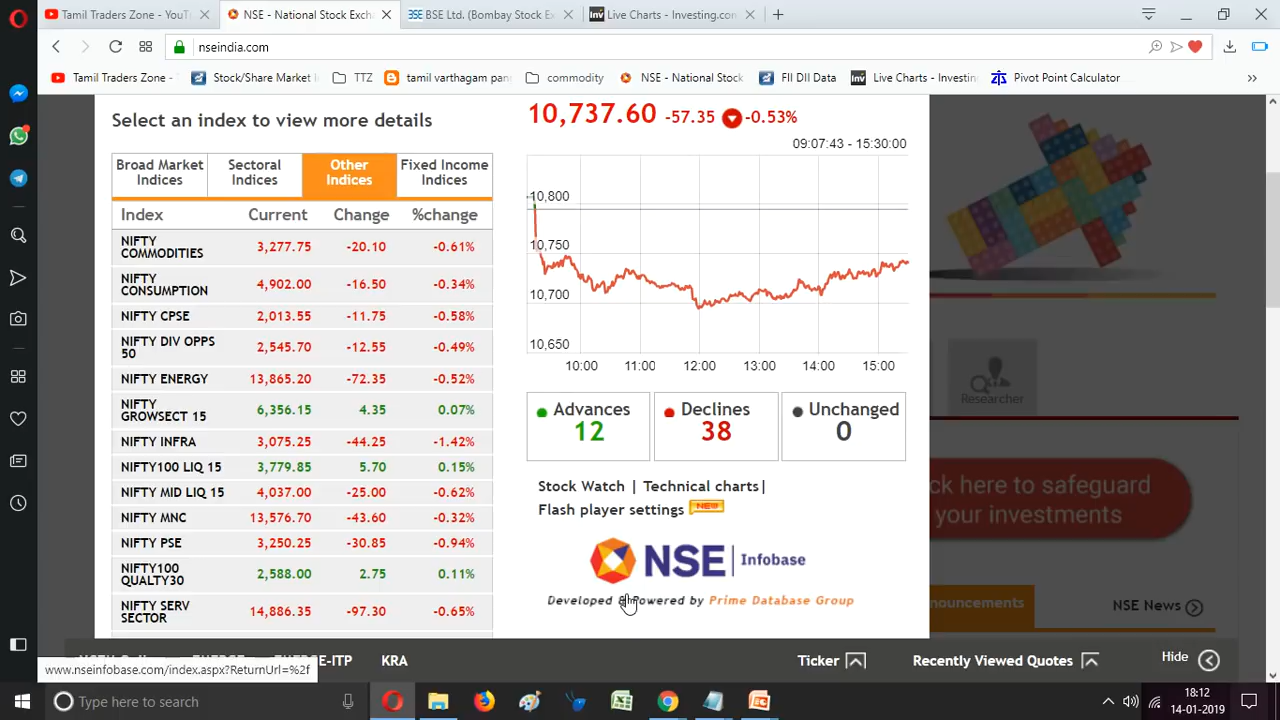 Tamil Traders Zone - YouT
NSE - National Stock Exch
BSE Ltd. (Bombay Stock Ex
Inv Live Charts - Investing.con
nseindia.com
Tamil Traders Zone -
Stock/Share Market
TTZ
tamil varthagam pan
commodity
NSE - National Stock
FII DII Data
Inv Live Charts - Investin
Pivot Point Calculator
Select an index to view more details
Broad Market Indices
Sectoral Indices
Other Indices
Fixed Income Indices
Index Current Change %change
NIFTY COMMODITIES 3,277.75 -20.10 -0.61%
NIFTY CONSUMPTION 4,902.00 -16.50 -0.34%
NIFTY CPSE 2,013.55 -11.75 -0.58%
NIFTY DIV OPPS 50 2,545.70 -12.55 -0.49%
NIFTY ENERGY 13,865.20 -72.35 -0.52%
NIFTY GROWSECT 15 6,356.15 4.35 0.07%
NIFTY INFRA 3,075.25 -44.25 -1.42%
NIFTY100 LIQ 15 3,779.85 5.70 0.15%
NIFTY MID LIQ 15 4,037.00 -25.00 -0.62%
NIFTY MNC 13,576.70 -43.60 -0.32%
NIFTY PSE 3,250.25 -30.85 -0.94%
NIFTY100 QUALTY30 2,588.00 2.75 0.11%
NIFTY SERV SECTOR 14,886.35 -97.30 -0.65%
10,737.60 -57.35 -0.53%
09:07:43 - 15:30:00
10,800
10,750
10,700
10,650
10:00 11:00 12:00 13:00 14:00 15:00
Advances 12
Declines 38
Unchanged 0
Stock Watch | Technical charts|
Flash player settings NEW
NSE Infobase
Developed & Powered by Prime Database Group
Researcher
ck here to safeguard
your investments
nouncements
NSE News
E-ITP
KRA
Ticker
Recently Viewed Quotes
Hide
www.nseinfobase.com/index.aspx?ReturnUrl=%2f
Type here to search
18:12
14-01-2019